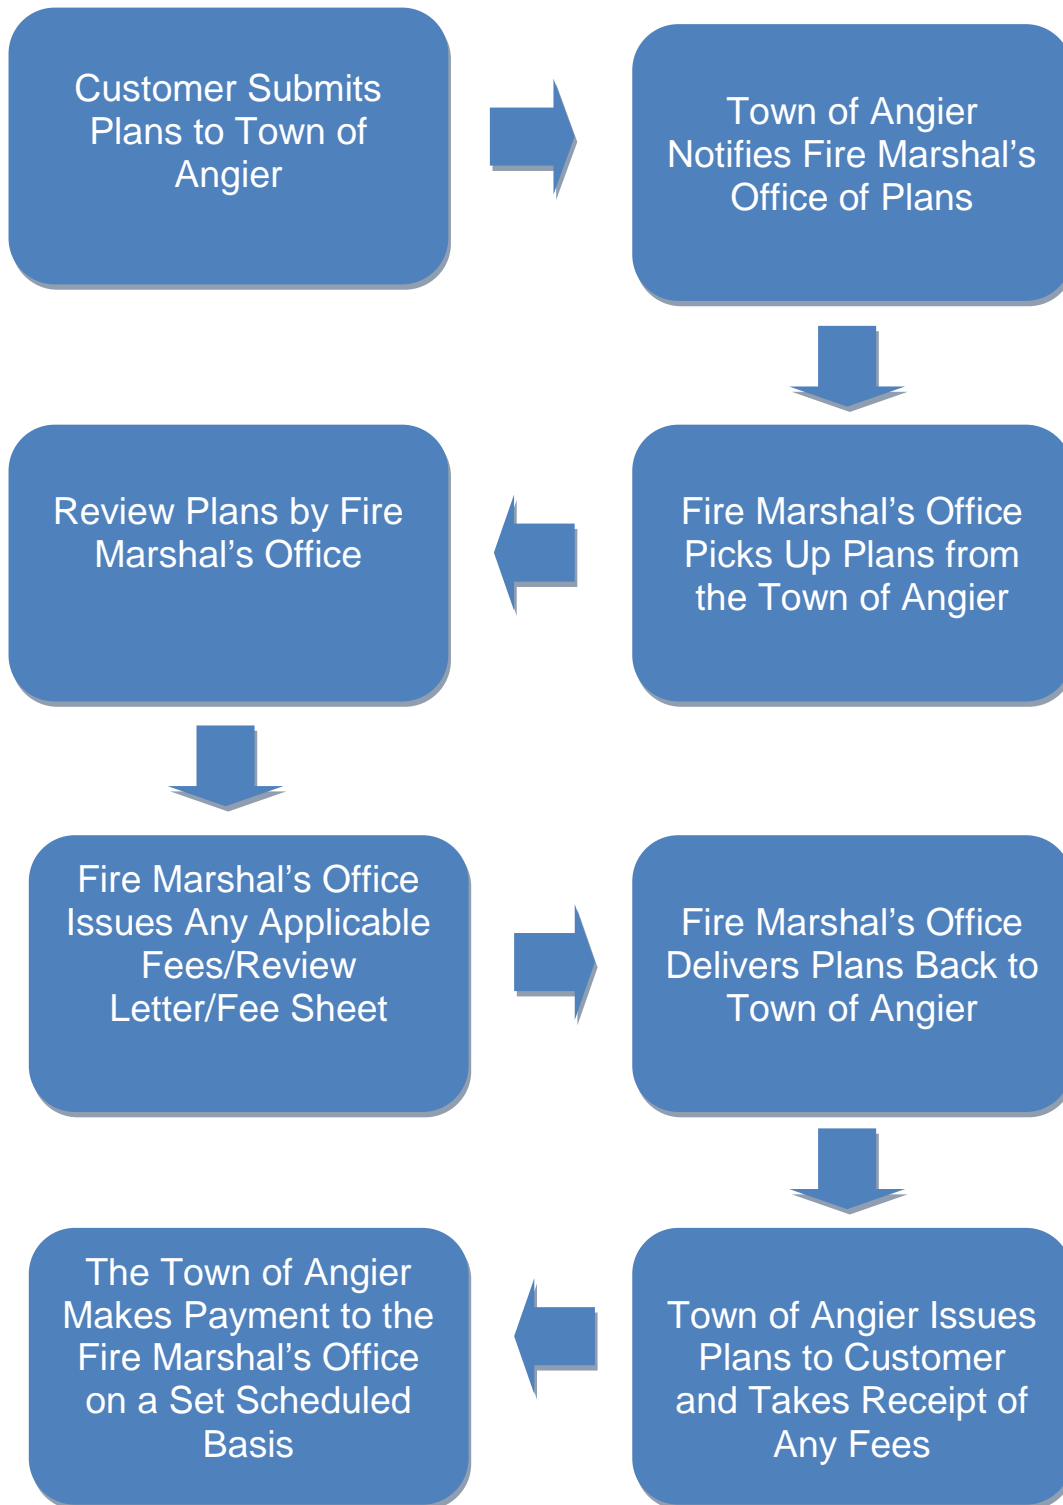 Customer Submits
Plans to Town of
Angier
Town of Angier
Notifies Fire Marshal’s
Office of Plans
Fire Marshal’s Office
Picks Up Plans from
the Town of Angier
Review Plans by Fire
Marshal’s Office
Fire Marshal’s Office
Issues Any Applicable
Fees/Review
Letter/Fee Sheet
Fire Marshal’s Office
Delivers Plans Back to
Town of Angier
Town of Angier Issues
Plans to Customer
and Takes Receipt of
Any Fees
The Town of Angier
Makes Payment to the
Fire Marshal’s Office
on a Set Scheduled
Basis